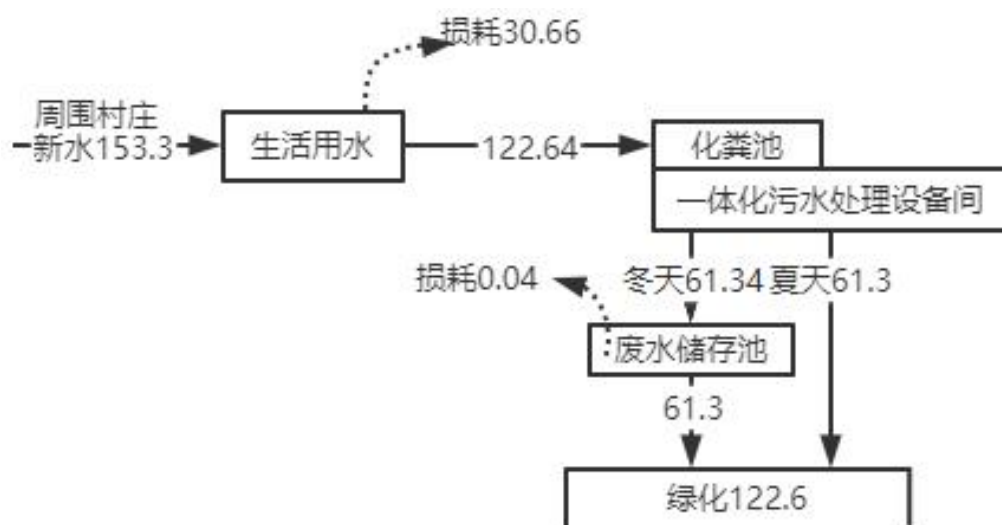 损耗30.66
周围村庄
新水153.3
生活用水
122.64
化粪池
一体化污水处理设备间
损耗0.04
冬天61.34
夏天61.3
废水储存池
61.3
绿化122.6